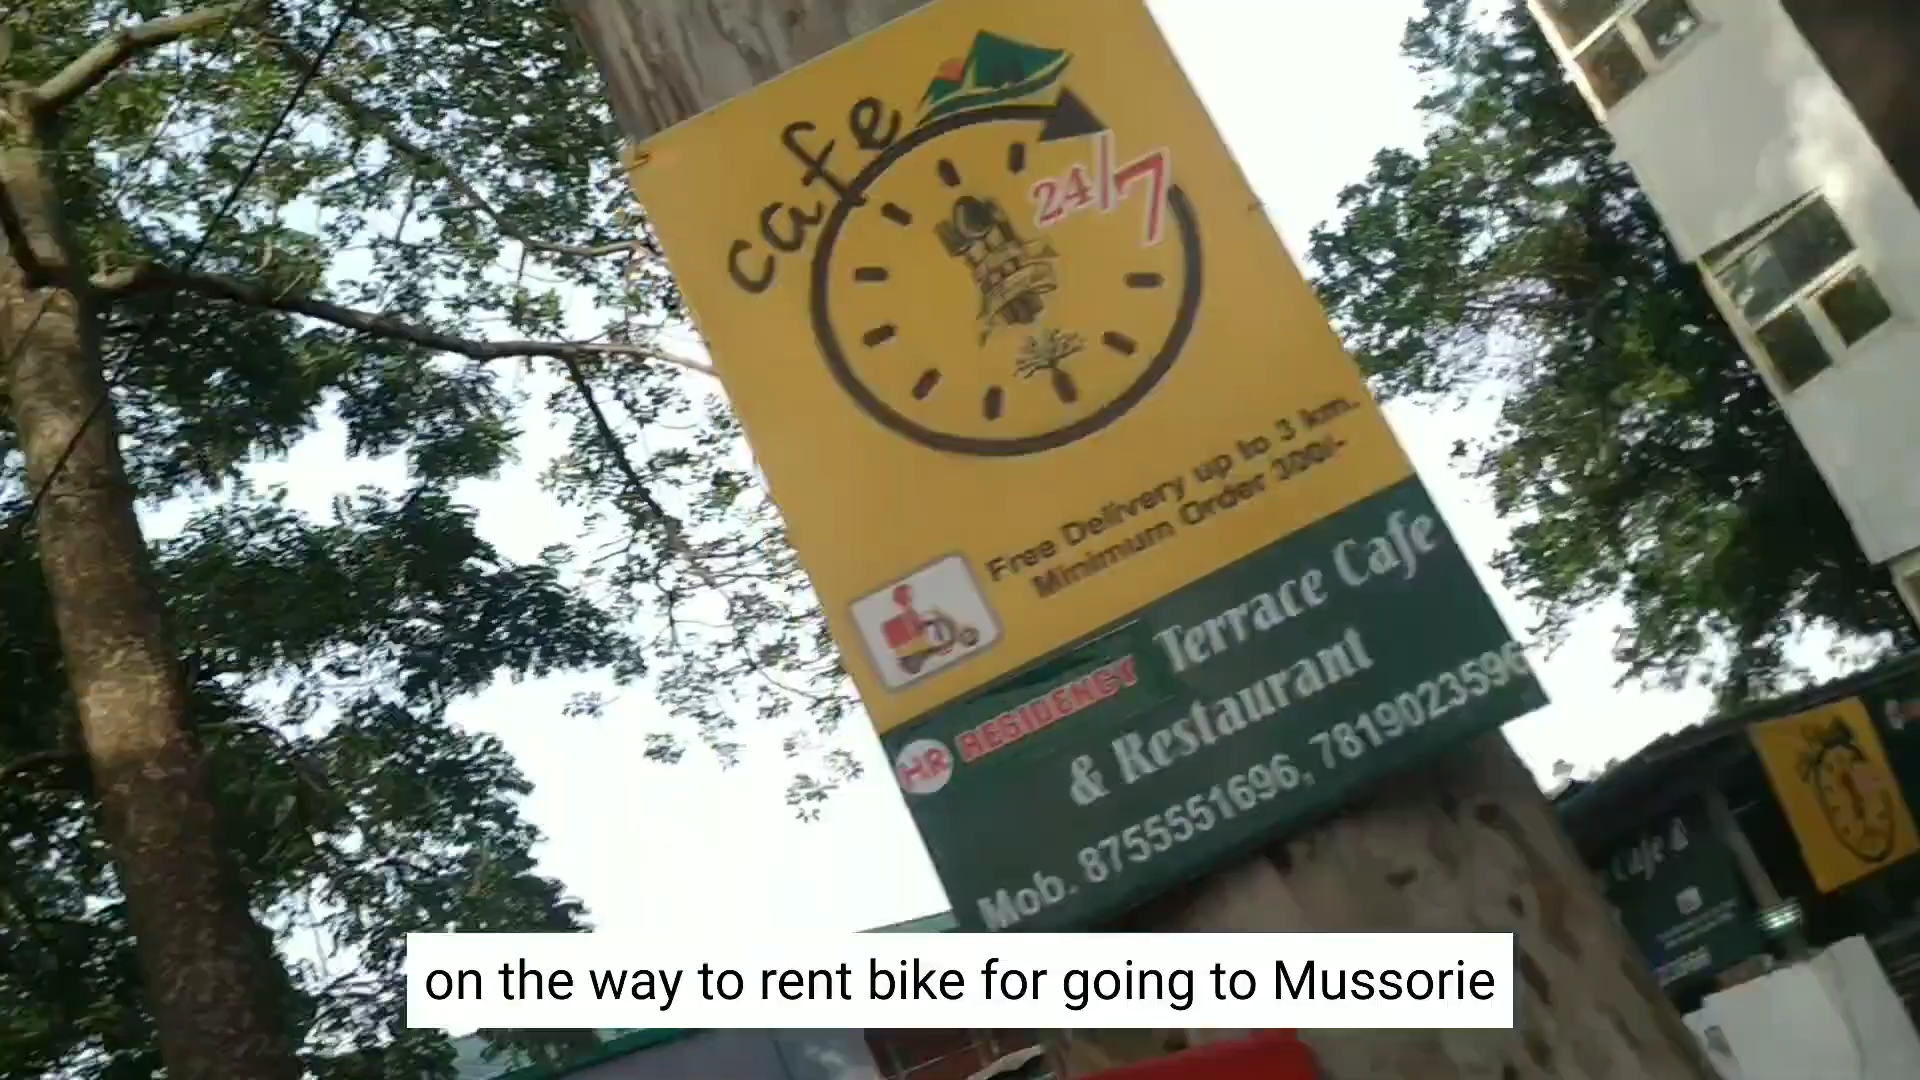 cafe
24/7
Free Delivery up to 3 km.
Minimum Order 300/-
HR RESIDENCY Terrace Cafe
& Restaurant
Mob. 8755551696, 7819023596
Cafe &
on the way to rent bike for going to Mussorie